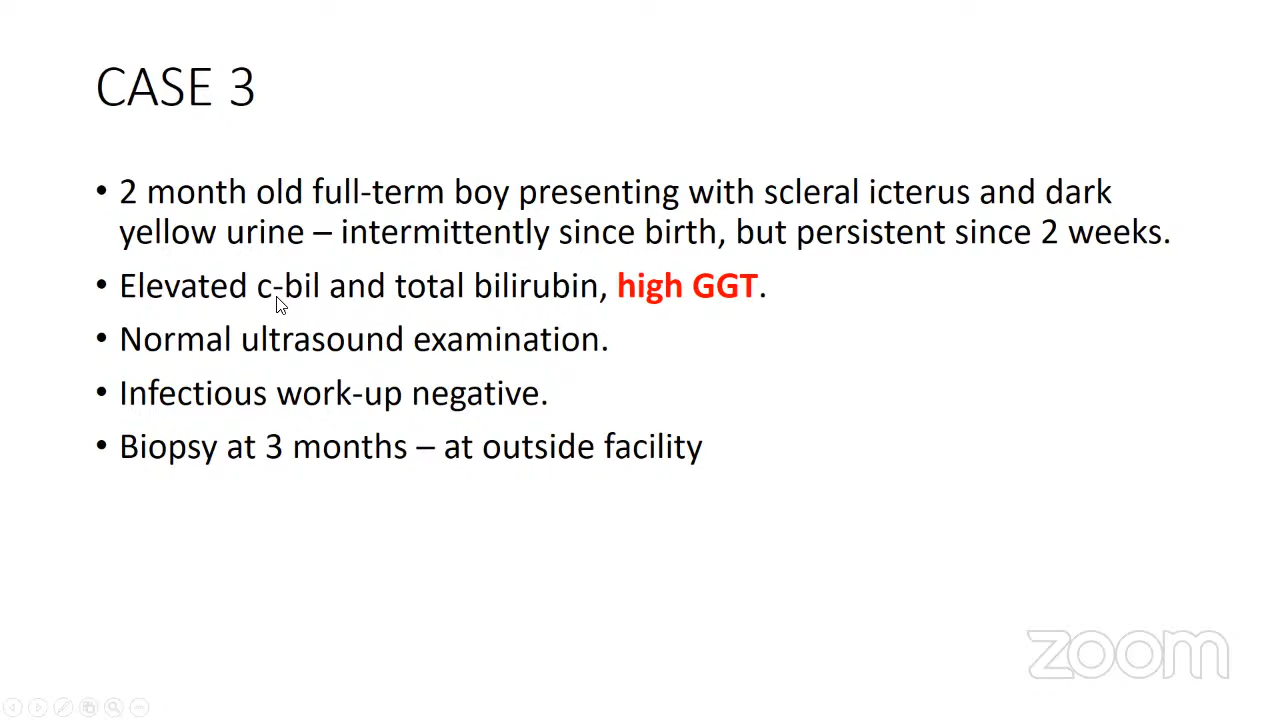 CASE 3
• 2 month old full-term boy presenting with scleral icterus and dark
yellow urine – intermittently since birth, but persistent since 2 weeks.
• Elevated c-bil and total bilirubin, high GGT.
• Normal ultrasound examination.
• Infectious work-up negative.
• Biopsy at 3 months – at outside facility
zoom